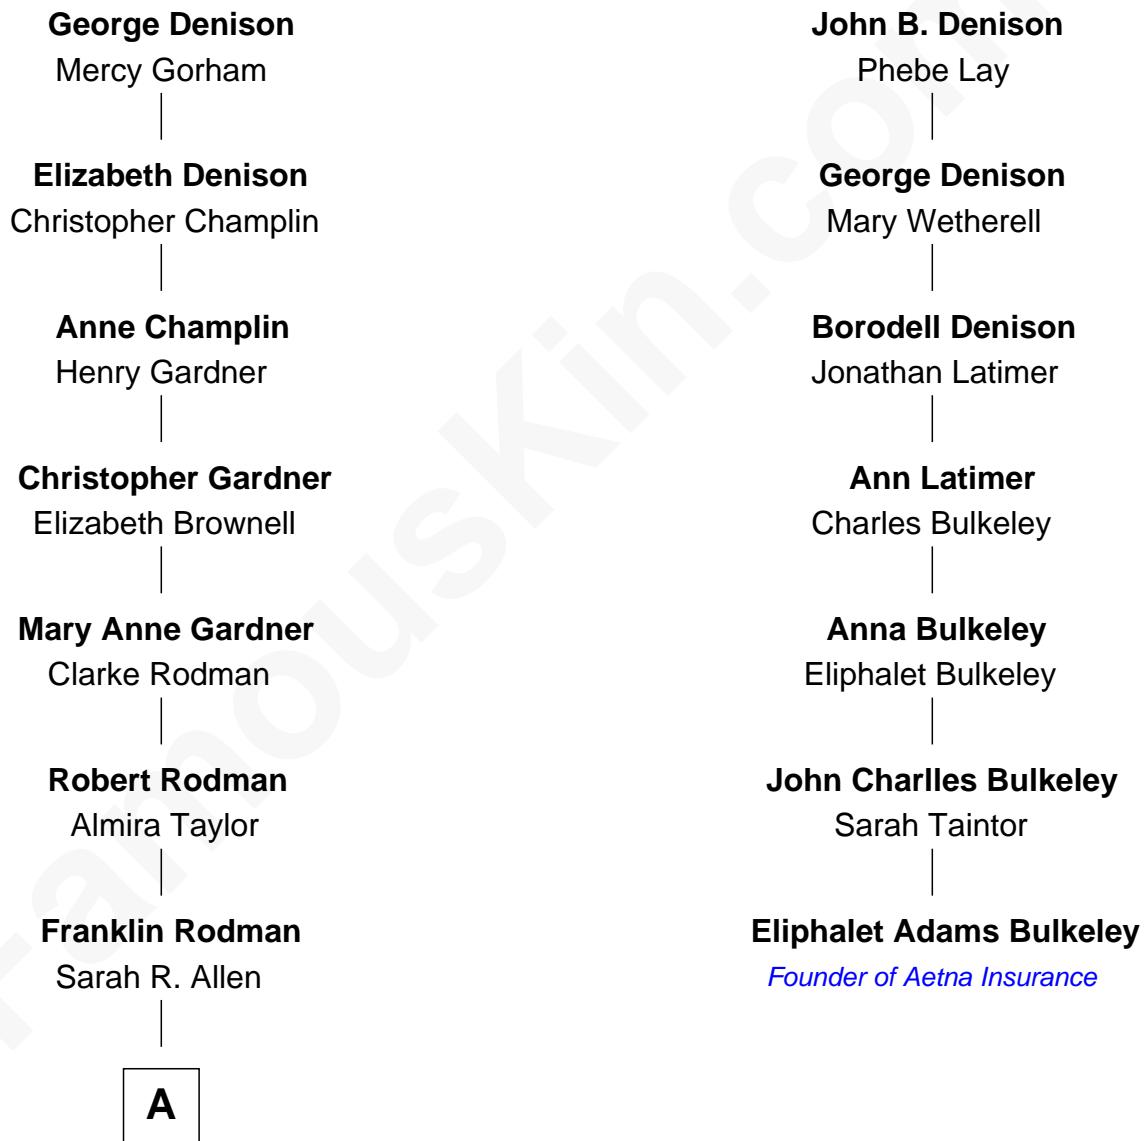 George Denison
Mercy Gorham
Elizabeth Denison
Christopher Champlin
Anne Champlin
Henry Gardner
Christopher Gardner
Elizabeth Brownell
Mary Anne Gardner
Clarke Rodman
Robert Rodman
Almira Taylor
Franklin Rodman
Sarah R. Allen
A
John B. Denison
Phebe Lay
George Denison
Mary Wetherell
Borodell Denison
Jonathan Latimer
Ann Latimer
Charles Bulkeley
Anna Bulkeley
Eliphalet Bulkeley
John Charlles Bulkeley
Sarah Taintor
Eliphalet Adams Bulkeley
Founder of Aetna Insurance
FamousKin.com